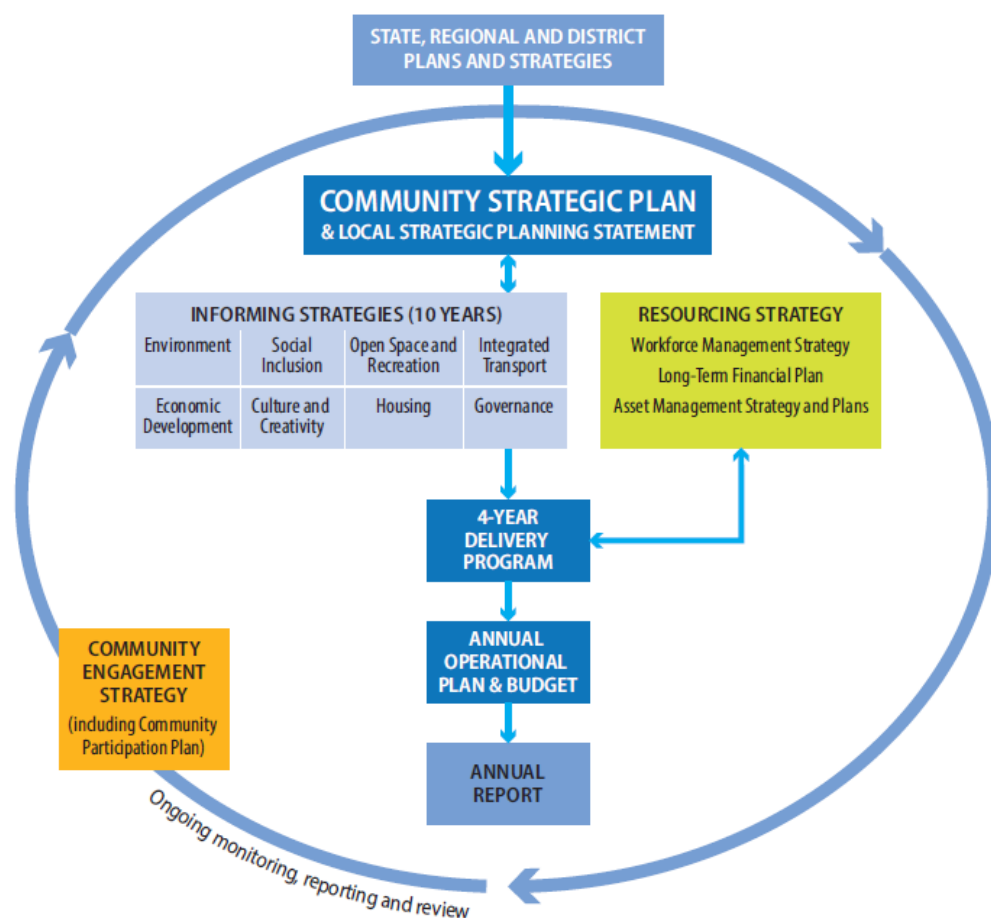 STATE, REGIONAL AND DISTRICT
PLANS AND STRATEGIES
COMMUNITY STRATEGIC PLAN
& LOCAL STRATEGIC PLANNING STATEMENT
INFORMING STRATEGIES (10 YEARS)
Environment
Social
Inclusion
Open Space and
Recreation
Integrated
Transport
Economic
Development
Culture and
Creativity
Housing
Governance
RESOURCING STRATEGY
Workforce Management Strategy
Long-Term Financial Plan
Asset Management Strategy and Plans
4-YEAR
DELIVERY
PROGRAM
ANNUAL
OPERATIONAL
PLAN & BUDGET
ANNUAL
REPORT
COMMUNITY
ENGAGEMENT
STRATEGY
(including Community
Participation Plan)
Ongoing monitoring, reporting and review